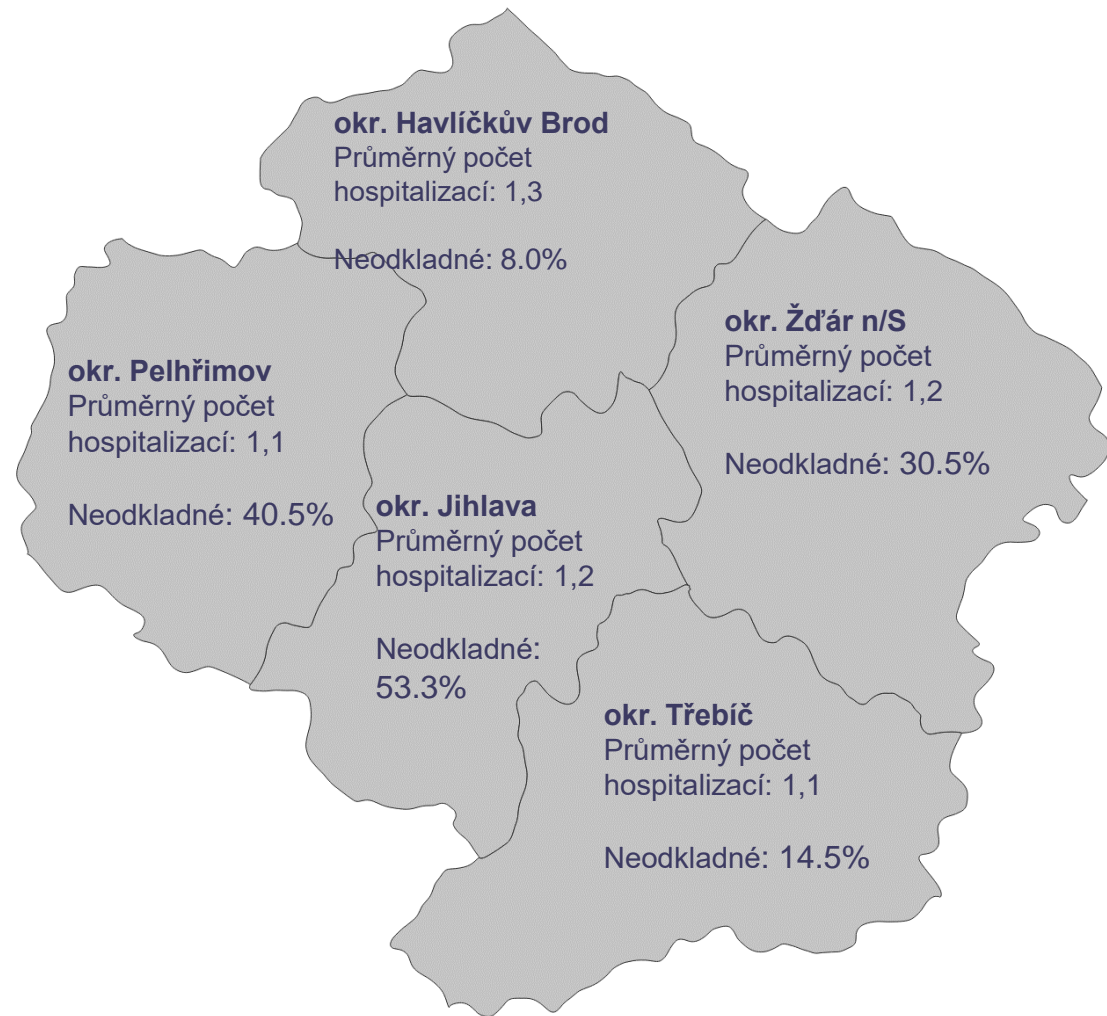 okr. Havlíčkův Brod
Průměrný počet
hospitalizací: 1,3
Neodkladné: 8.0%
okr. Žďár n/S
Průměrný počet
hospitalizací: 1,2
Neodkladné: 30.5%
okr. Pelhřimov
Průměrný počet
hospitalizací: 1,1
Neodkladné: 40.5%
okr. Jihlava
Průměrný počet
hospitalizací: 1,2
Neodkladné:
53.3%
okr. Třebíč
Průměrný počet
hospitalizací: 1,1
Neodkladné: 14.5%